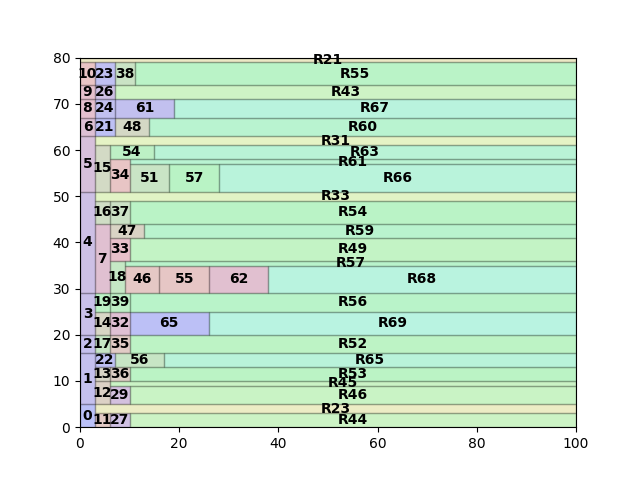 80 R21
10 23 38 R55
9 26 R43
70 8 24 61 R67
6 21 48 R60
R31
60 5 15 54 R63
R61
34 51 57 R66
50 R33
16 37 R54
47 R59
40 4 7 33 R49
R57
18 46 55 62 R68
30 19 39 R56
3 14 32 65 R69
20 2 17 35 R52
22 56 R65
10 1 13 36 R53
R45
12 29 R46
R23
0 0 11 27 R44
0 20 40 60 80 100